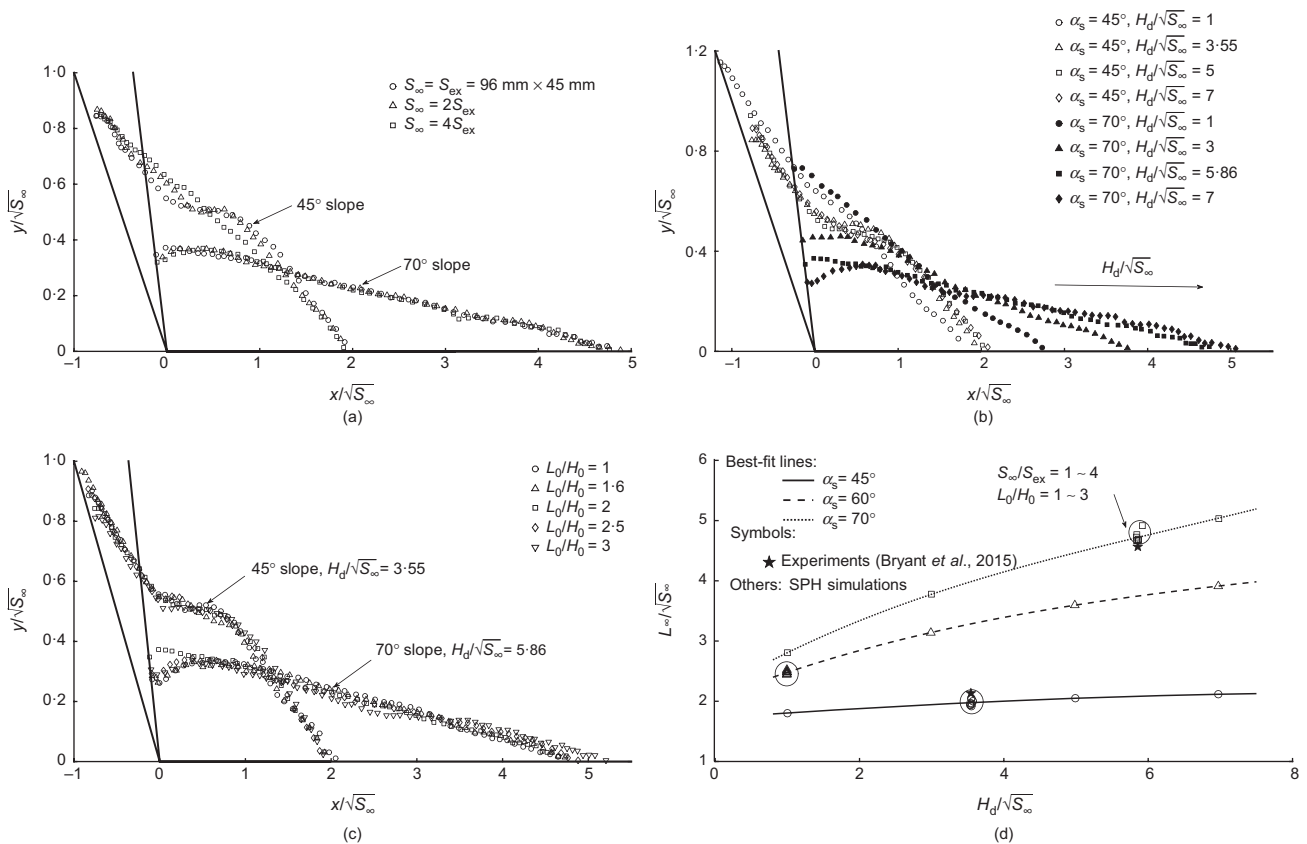 1·0
0·8
0·6
0·4
0·2
0
y/√S∞
–1
0
1
2
3
4
5
x/√S∞
(a)
S∞ = Sex = 96 mm × 45 mm
S∞ = 2Sex
S∞ = 4Sex
45° slope
70° slope
1·2
0·8
0·4
0
y/√S∞
–1
0
1
2
3
4
5
x/√S∞
(b)
αs = 45°, Hd/√S∞ = 1
αs = 45°, Hd/√S∞ = 3·55
αs = 45°, Hd/√S∞ = 5
αs = 45°, Hd/√S∞ = 7
αs = 70°, Hd/√S∞ = 1
αs = 70°, Hd/√S∞ = 3
αs = 70°, Hd/√S∞ = 5·86
αs = 70°, Hd/√S∞ = 7
Hd/√S∞
1·0
0·8
0·6
0·4
0·2
0
y/√S∞
–1
0
1
2
3
4
5
x/√S∞
(c)
L0/H0 = 1
L0/H0 = 1·6
L0/H0 = 2
L0/H0 = 2·5
L0/H0 = 3
45° slope, Hd/√S∞ = 3·55
70° slope, Hd/√S∞ = 5·86
6
5
4
3
2
1
L∞/√S∞
0
2
4
6
8
Hd/√S∞
(d)
Best-fit lines:
αs = 45°
αs = 60°
αs = 70°
Symbols:
Experiments (Bryant et al., 2015)
Others: SPH simulations
S∞/Sex = 1 ~ 4
L0/H0 = 1 ~ 3